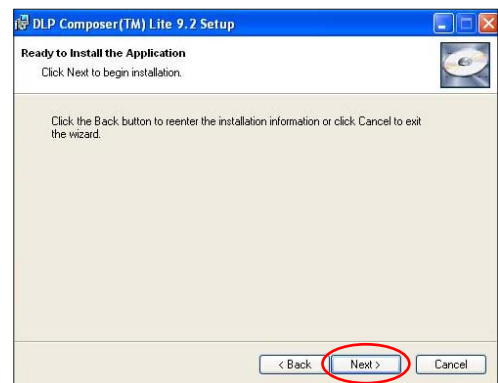 DLP Composer(TM) Lite 9.2 Setup
Ready to Install the Application
Click Next to begin installation.
Click the Back button to reenter the installation information or click Cancel to exit
the wizard.
< Back
Next >
Cancel